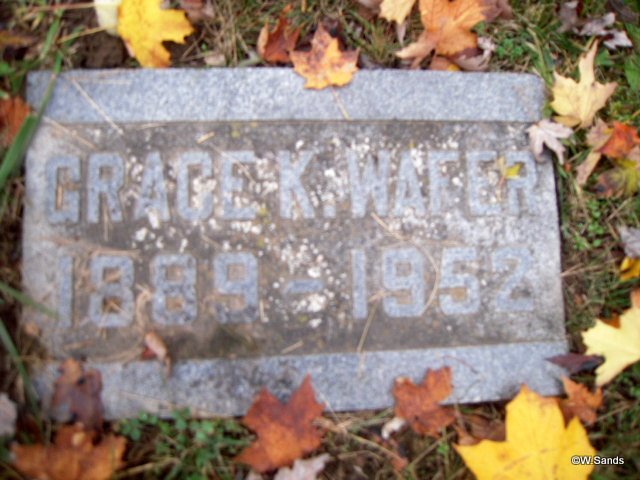 GRACE K. WAFER
1889 - 1952
©W.Sands